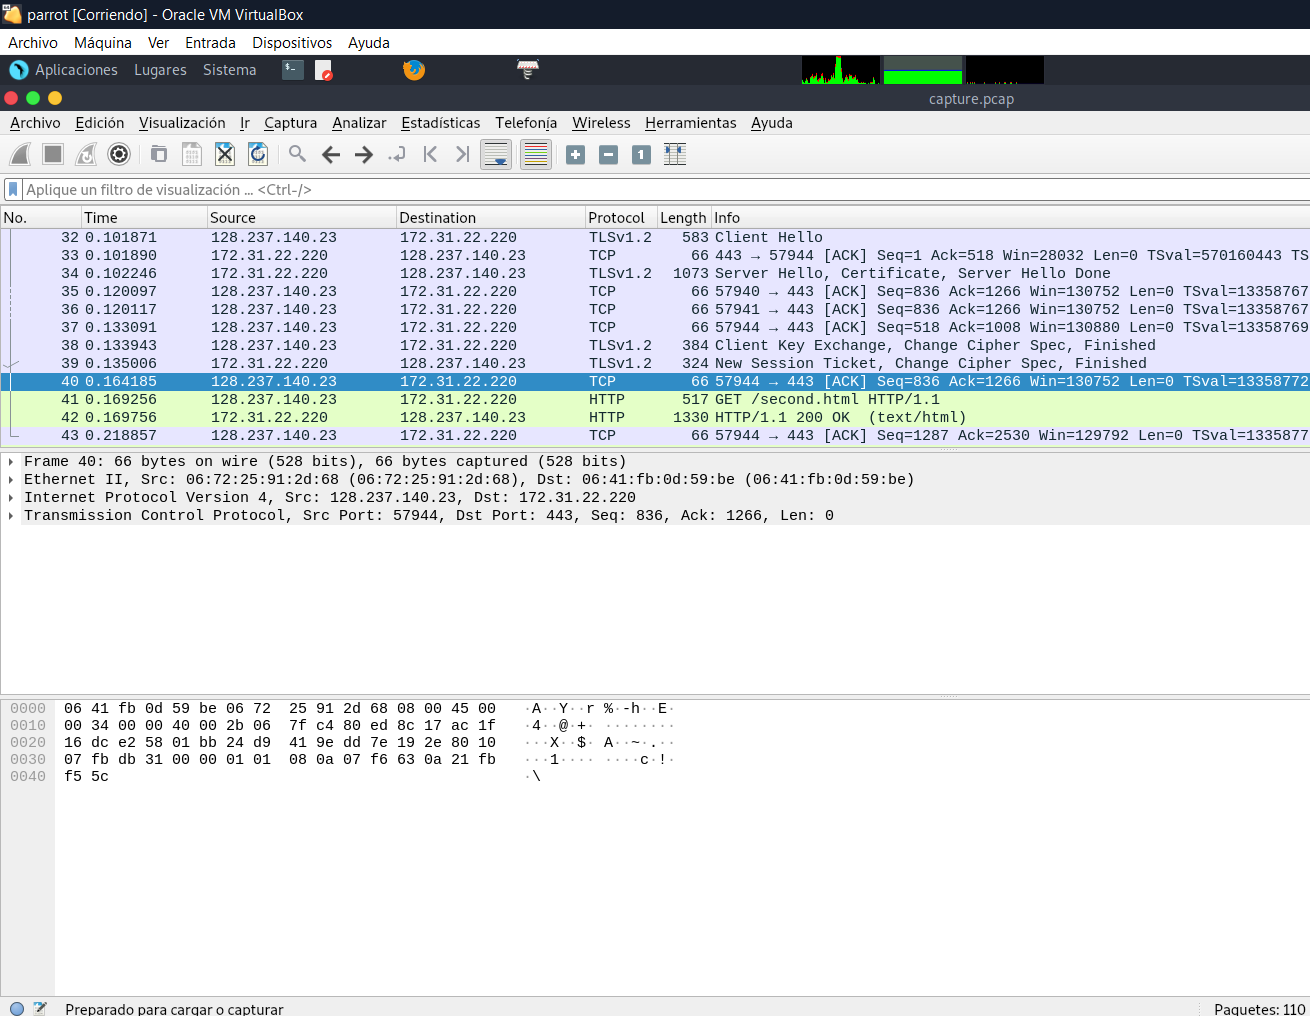 parrot [Corriendo] - Oracle VM VirtualBox
Archivo Máquina Ver Entrada Dispositivos Ayuda
Aplicaciones Lugares Sistema
capture.pcap
Archivo Edición Visualización Ir Captura Analizar Estadísticas Telefonía Wireless Herramientas Ayuda
Aplique un filtro de visualización ... <Ctrl-/>
No. Time Source Destination Protocol Length Info
32 0.101871 128.237.140.23 172.31.22.220 TLSv1.2 583 Client Hello
33 0.101890 172.31.22.220 128.237.140.23 TCP 66 443 → 57944 [ACK] Seq=1 Ack=518 Win=28032 Len=0 TSval=570160443 TS
34 0.102246 172.31.22.220 128.237.140.23 TLSv1.2 1073 Server Hello, Certificate, Server Hello Done
35 0.120097 128.237.140.23 172.31.22.220 TCP 66 57940 → 443 [ACK] Seq=836 Ack=1266 Win=130752 Len=0 TSval=13358767
36 0.120117 128.237.140.23 172.31.22.220 TCP 66 57941 → 443 [ACK] Seq=836 Ack=1266 Win=130752 Len=0 TSval=13358767
37 0.133091 128.237.140.23 172.31.22.220 TCP 66 57944 → 443 [ACK] Seq=518 Ack=1008 Win=130880 Len=0 TSval=13358769
38 0.133943 128.237.140.23 172.31.22.220 TLSv1.2 384 Client Key Exchange, Change Cipher Spec, Finished
39 0.135006 172.31.22.220 128.237.140.23 TLSv1.2 324 New Session Ticket, Change Cipher Spec, Finished
40 0.164185 128.237.140.23 172.31.22.220 TCP 66 57944 → 443 [ACK] Seq=836 Ack=1266 Win=130752 Len=0 TSval=13358772
41 0.169256 128.237.140.23 172.31.22.220 HTTP 517 GET /second.html HTTP/1.1
42 0.169756 172.31.22.220 128.237.140.23 HTTP 1330 HTTP/1.1 200 OK (text/html)
43 0.218857 128.237.140.23 172.31.22.220 TCP 66 57944 → 443 [ACK] Seq=1287 Ack=2530 Win=129792 Len=0 TSval=1335877
Frame 40: 66 bytes on wire (528 bits), 66 bytes captured (528 bits)
Ethernet II, Src: 06:72:25:91:2d:68 (06:72:25:91:2d:68), Dst: 06:41:fb:0d:59:be (06:41:fb:0d:59:be)
Internet Protocol Version 4, Src: 128.237.140.23, Dst: 172.31.22.220
Transmission Control Protocol, Src Port: 57944, Dst Port: 443, Seq: 836, Ack: 1266, Len: 0
0000 06 41 fb 0d 59 be 06 72 25 91 2d 68 08 00 45 00 ·A··Y··r %·-h··E·
0010 00 34 00 00 40 00 2b 06 7f c4 80 ed 8c 17 ac 1f ·4··@·+· ········
0020 16 dc e2 58 01 bb 24 d9 41 9e dd 7e 19 2e 80 10 ···X··$· A··~·.··
0030 07 fb db 31 00 00 01 01 08 0a 07 f6 63 0a 21 fb ···1···· ····c·!·
0040 f5 5c ·\
Preparado para cargar o capturar
Paquetes: 110